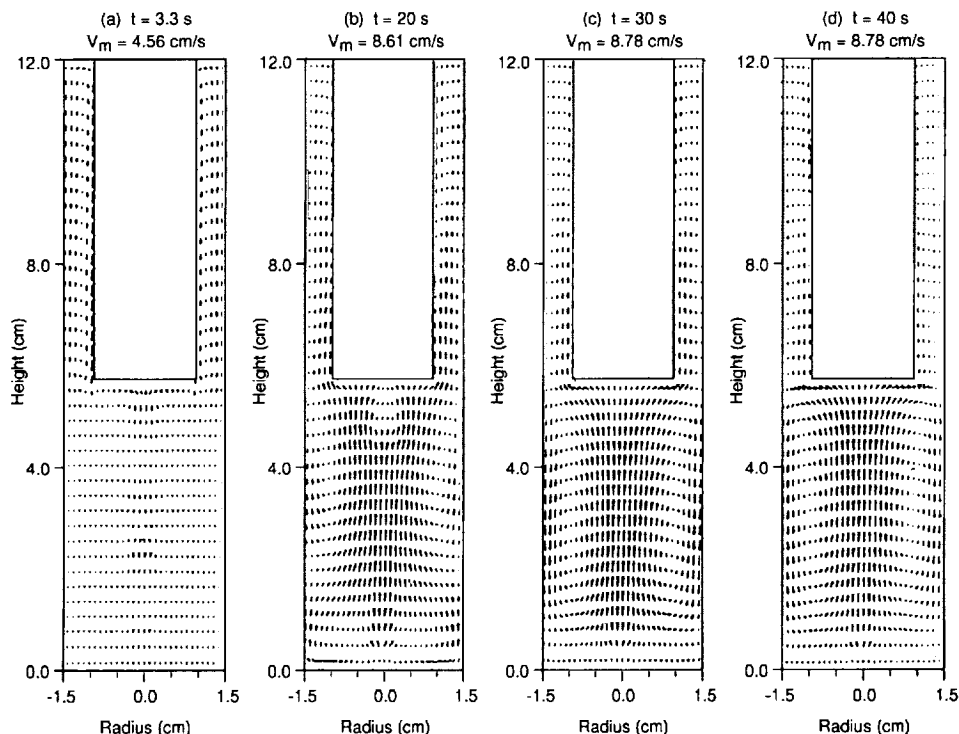 (a) t = 3.3 s
V_m = 4.56 cm/s
(b) t = 20 s
V_m = 8.61 cm/s
(c) t = 30 s
V_m = 8.78 cm/s
(d) t = 40 s
V_m = 8.78 cm/s
12.0
8.0
4.0
0.0
Height (cm)
-1.5 0.0 1.5
Radius (cm)
12.0
8.0
4.0
0.0
Height (cm)
-1.5 0.0 1.5
Radius (cm)
12.0
8.0
4.0
0.0
Height (cm)
-1.5 0.0 1.5
Radius (cm)
12.0
8.0
4.0
0.0
Height (cm)
-1.5 0.0 1.5
Radius (cm)